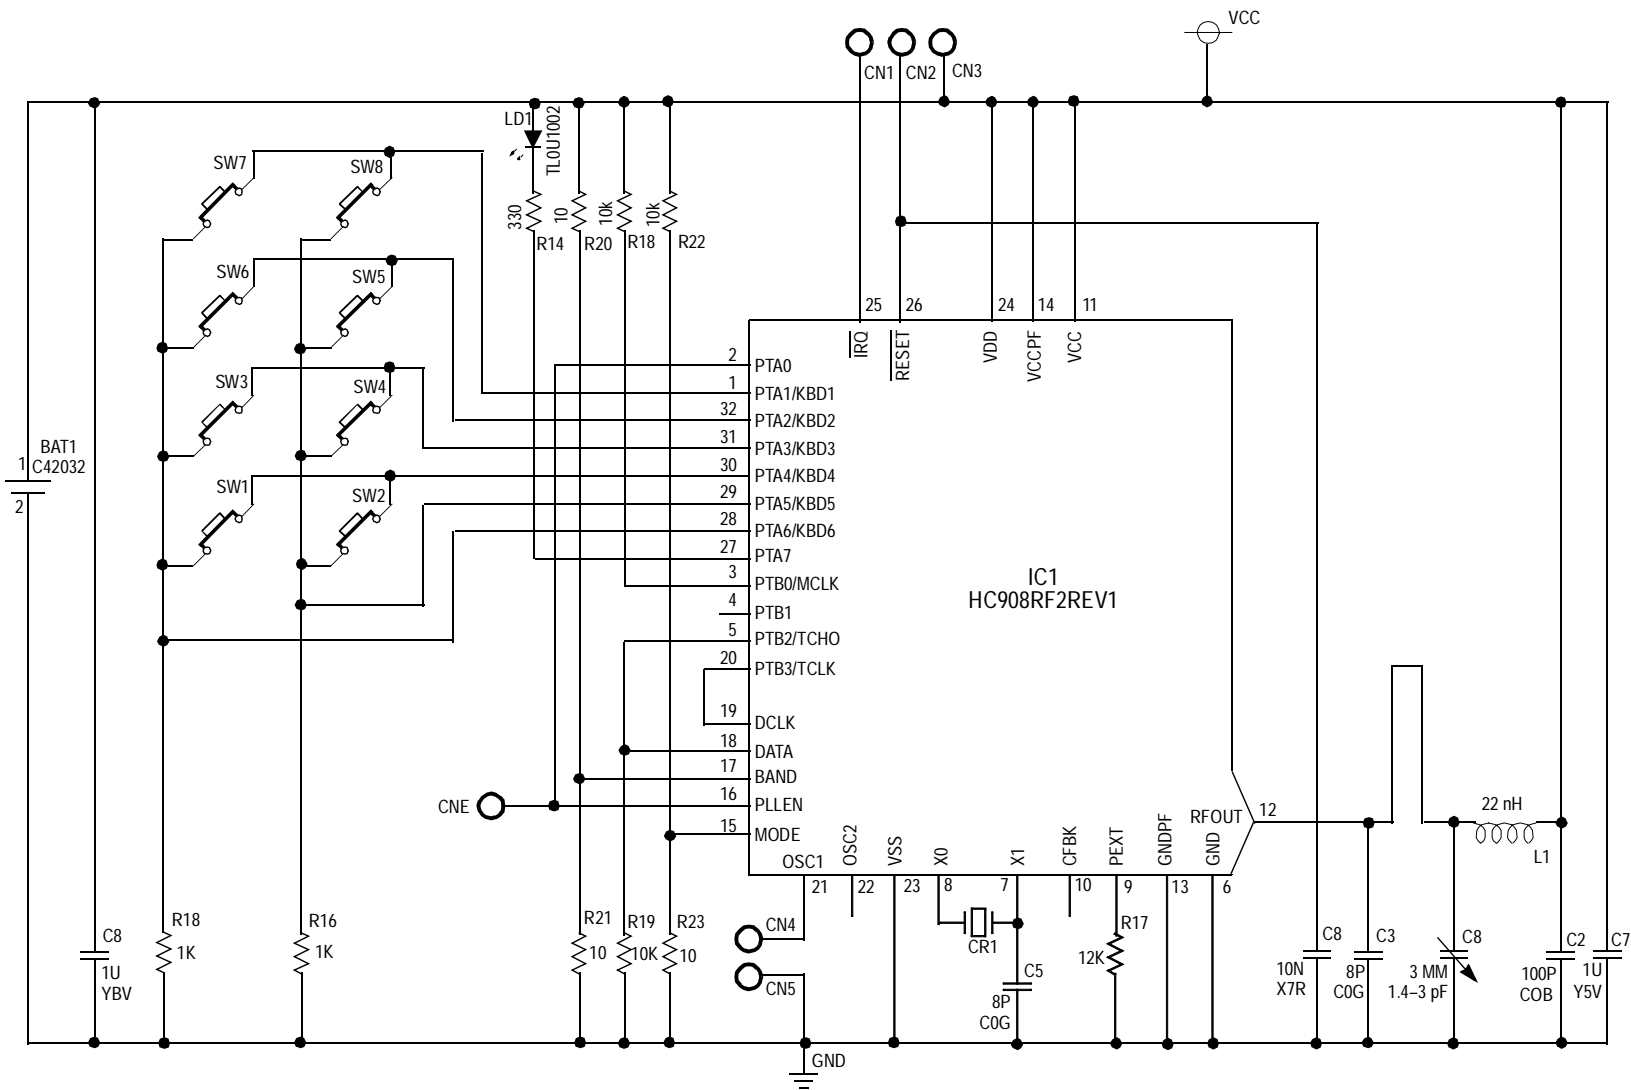 VCC
CN1
CN2
CN3
LD1
TL0U1002
SW7
SW8
330
R14
10
R20
10k
R18
10k
R22
SW6
SW5
SW3
SW4
SW1
SW2
BAT1
1 C42032
2
25
26
24
14
11
IRQ
RESET
VDD
VCCPF
VCC
2 PTA0
1 PTA1/KBD1
32 PTA2/KBD2
31 PTA3/KBD3
30 PTA4/KBD4
29 PTA5/KBD5
28 PTA6/KBD6
27 PTA7
3 PTB0/MCLK
4 PTB1
5 PTB2/TCHO
20 PTB3/TCLK
19 DCLK
18 DATA
17 BAND
16 PLLEN
15 MODE
IC1
HC908RF2REV1
CNE
RFOUT 12
22 nH
L1
OSC1
OSC2
VSS
X0
X1
CFBK
PEXT
GNDPF
GND
21
22
23
8
7
10
9
13
6
C8
1U
YBV
R18
1K
R16
1K
R21
10
R19
10K
R23
10
CN4
CN5
CR1
C5
8P
C0G
R17
12K
C8
10N
X7R
C3
8P
C0G
C8
3 MM
1.4–3 pF
C2
100P
COB
C7
1U
Y5V
GND